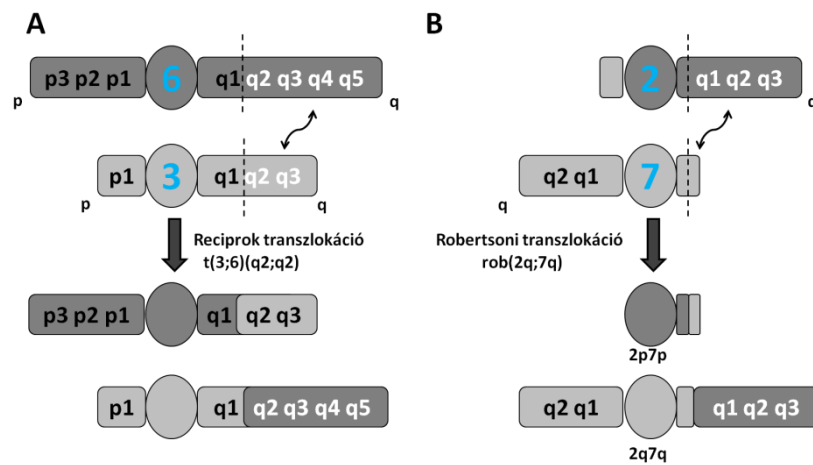 A
p3 p2 p1 6 q1 q2 q3 q4 q5
p q
p1 3 q1 q2 q3
p q
Reciprok transzlokáció
t(3;6)(q2;q2)
p3 p2 p1 q1 q2 q3
p1 q1 q2 q3 q4 q5
B
2 q1 q2 q3
q2 q1 7
q
Robertsoni transzlokáció
rob(2q;7q)
2p7p
q2 q1 q1 q2 q3
2q7q